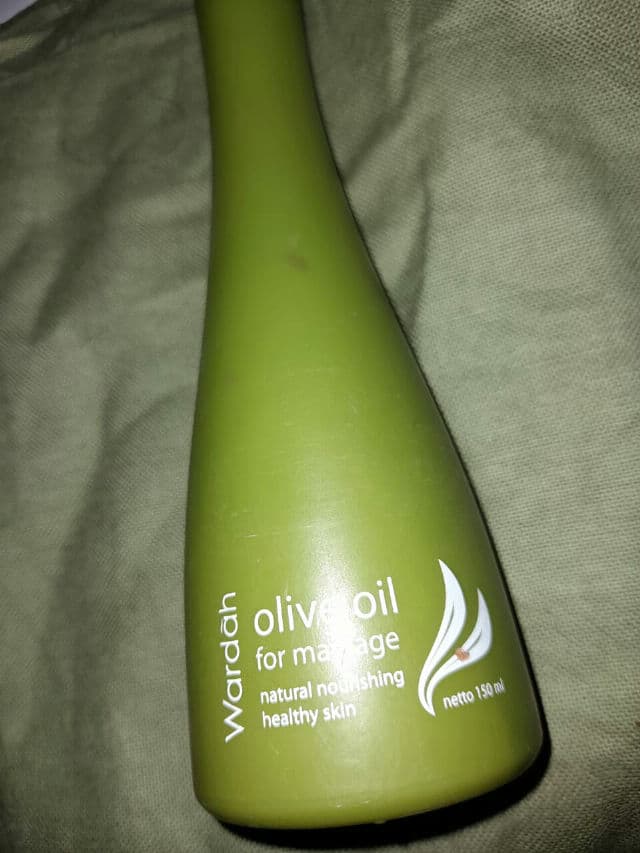 Wardah
olive oil
for massage
natural nourishing
healthy skin
netto 150 ml